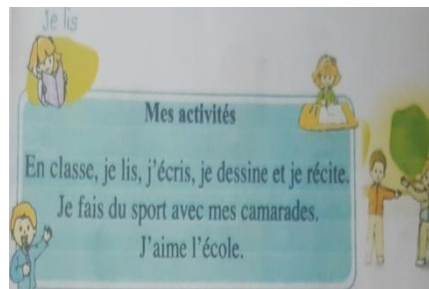 Je lis
Mes activités
En classe, je lis, j'écris, je dessine et je récite.
Je fais du sport avec mes camarades.
J'aime l'école.